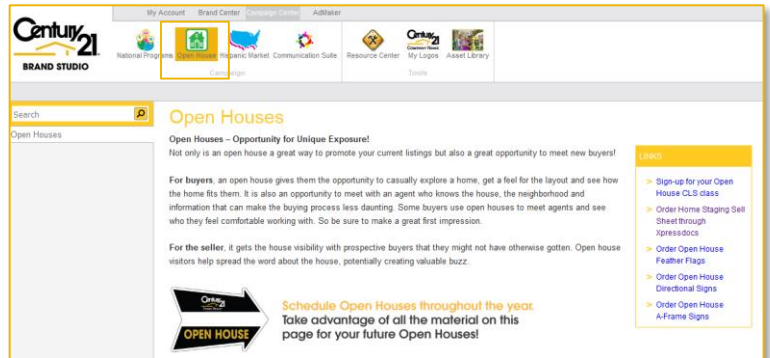 My Account Brand Center Campaign Center AdMaker
Century 21
BRAND STUDIO
National Programs Open House Hispanic Market Communication Suite Resource Center My Logos Asset Library
Campaign Tools
Search
Open Houses
Open Houses
Open Houses – Opportunity for Unique Exposure!
Not only is an open house a great way to promote your current listings but also a great opportunity to meet new buyers!
For buyers, an open house gives them the opportunity to casually explore a home, get a feel for the layout and see how
the home fits them. It is also an opportunity to meet with an agent who knows the house, the neighborhood and
information that can make the buying process less daunting. Some buyers use open houses to meet agents and see
who they feel comfortable working with. So be sure to make a great first impression.
For the seller, it gets the house visibility with prospective buyers that they might not have otherwise gotten. Open house
visitors help spread the word about the house, potentially creating valuable buzz.
LINKS
> Sign-up for your Open
House CLS class
> Order Home Staging Sell
Sheet through
Xpressdocs
> Order Open House
Feather Flags
> Order Open House
Directional Signs
> Order Open House
A-Frame Signs
Century 21
OPEN HOUSE
Schedule Open Houses throughout the year.
Take advantage of all the material on this
page for your future Open Houses!